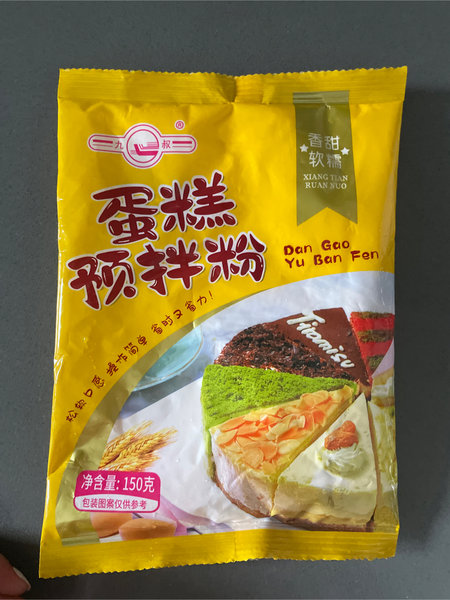 九叔
®
香甜
软糯
XIANG TIAN
RUAN NUO
蛋糕
预拌粉
Dan Gao
Yu Ban Fen
松软口感 操作简单 省时又省力!
Tiramisu
净含量: 150克
包装图案仅供参考